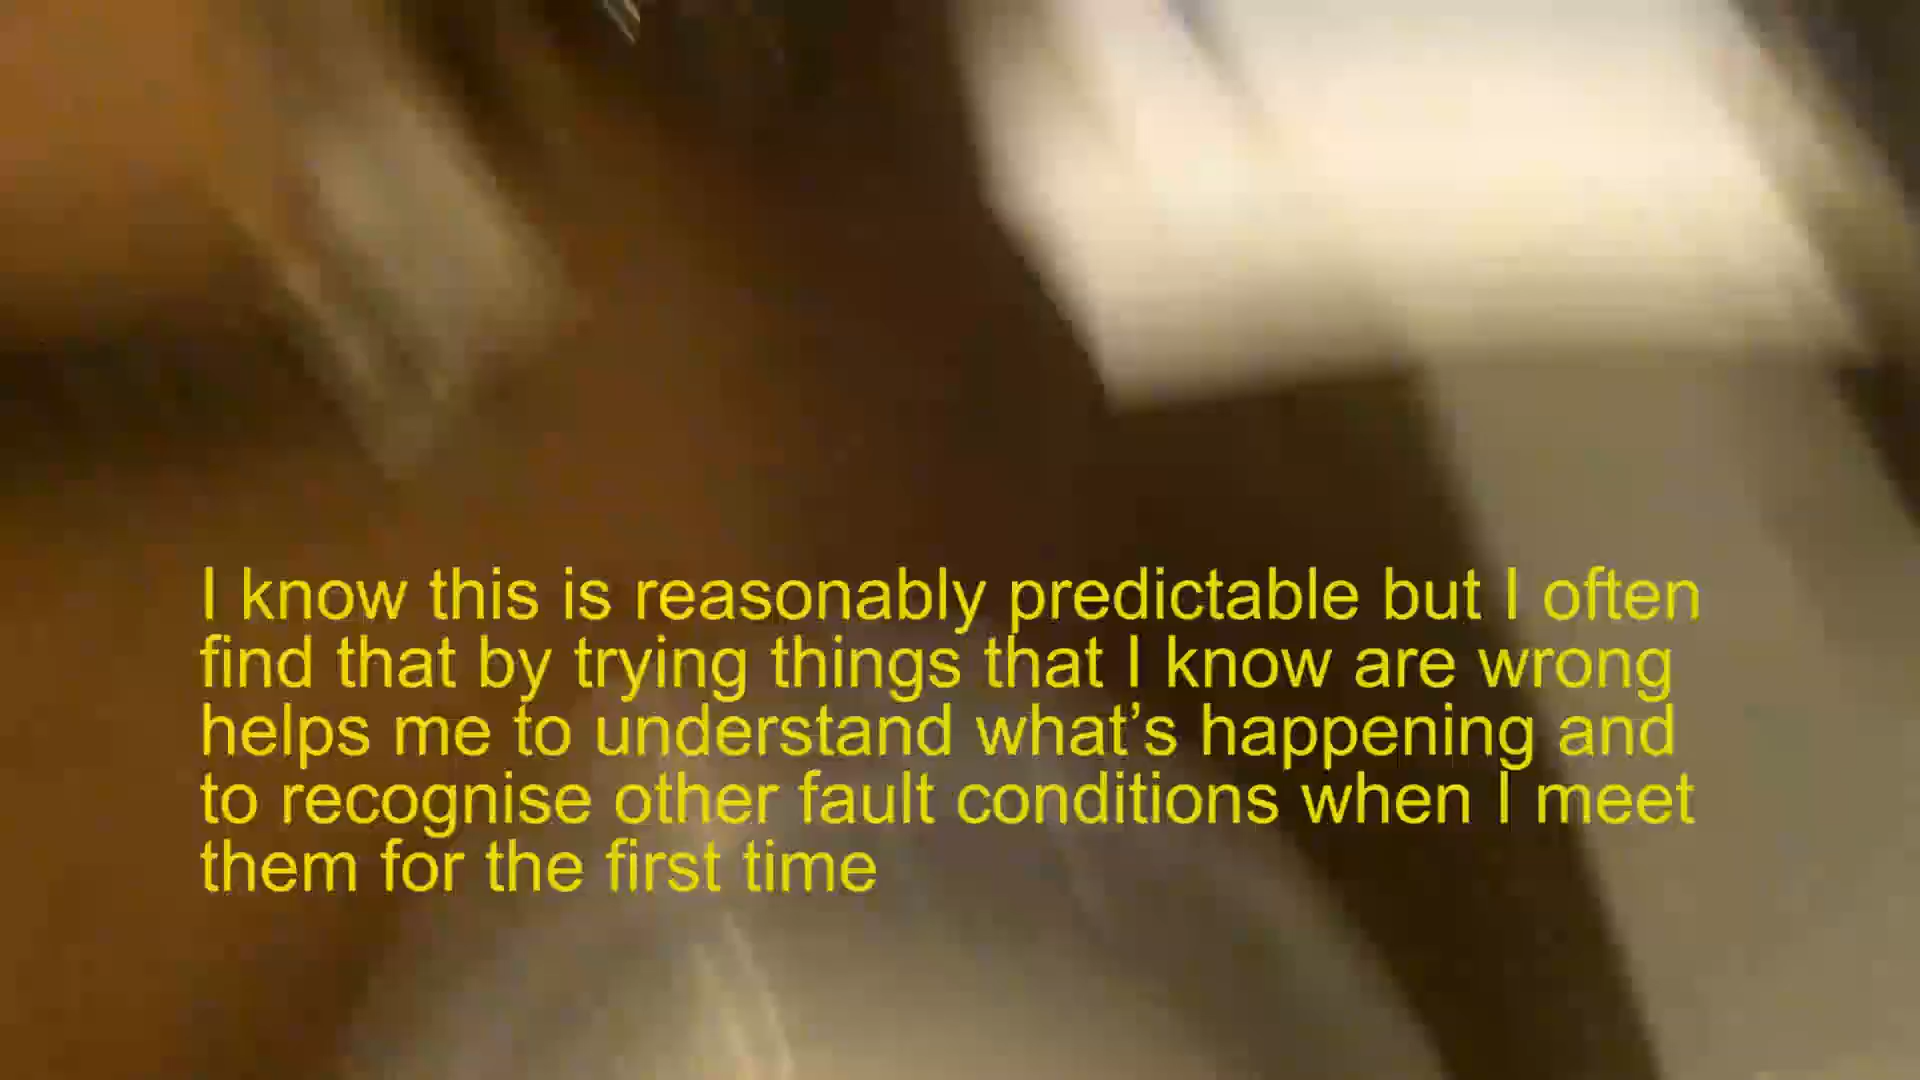 I know this is reasonably predictable but I often
find that by trying things that I know are wrong
helps me to understand what’s happening and
to recognise other fault conditions when I meet
them for the first time